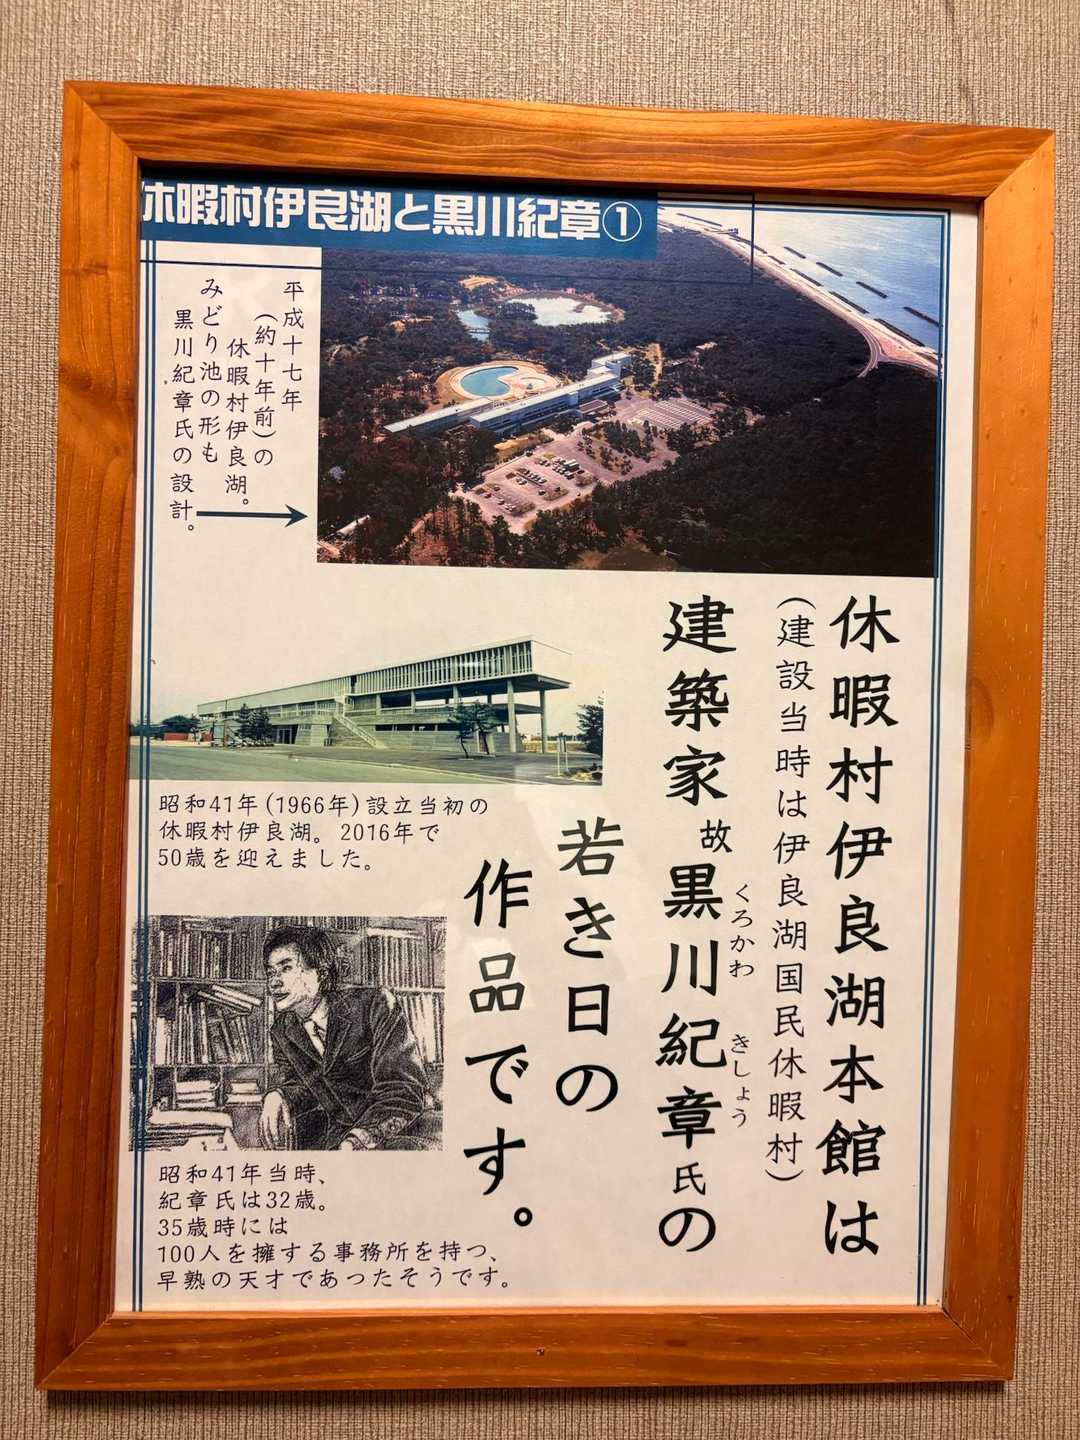 休暇村伊良湖と黒川紀章①
平成十七年
（約十年前）の
休暇村伊良湖。
みどり池の形も
黒川紀章氏の設計。
休暇村伊良湖本館は
（建設当時は伊良湖国民休暇村）
建築家故黒川紀章氏の
くろかわ きしょう
若き日の
作品です。
昭和41年(1966年)設立当初の
休暇村伊良湖。2016年で
50歳を迎えました。
昭和41年当時、
紀章氏は32歳。
35歳時には
100人を擁する事務所を持つ、
早熟の天才であったそうです。